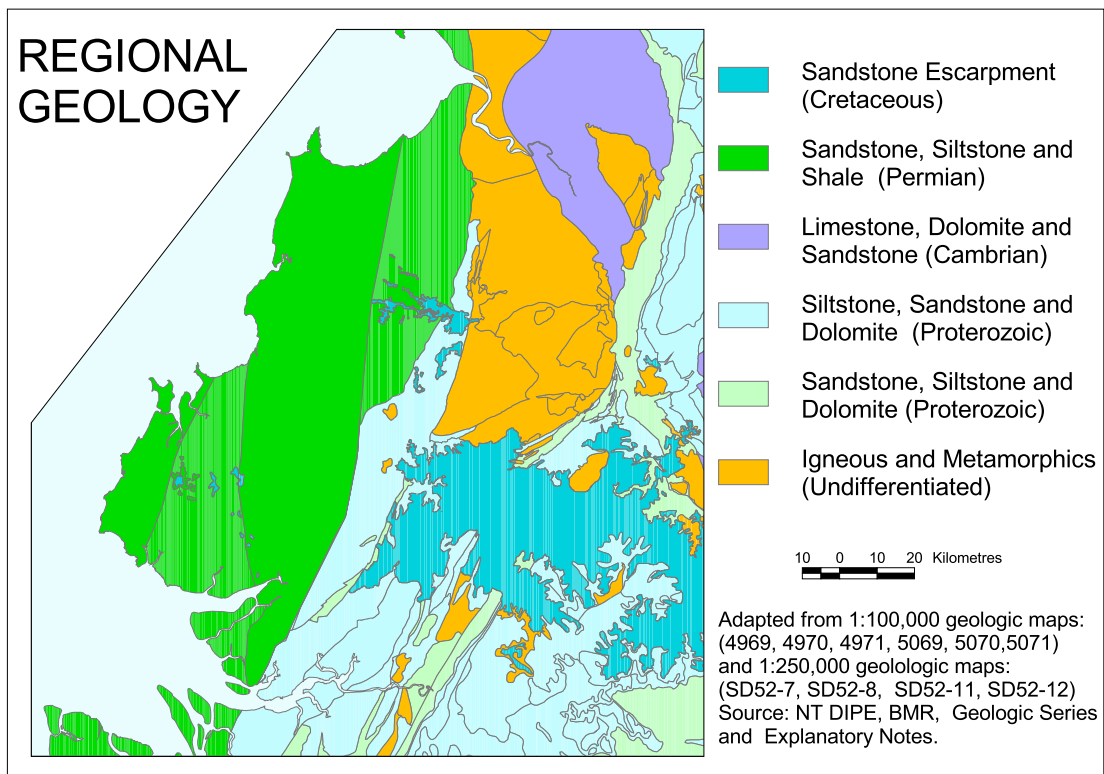 REGIONAL
GEOLOGY
Sandstone Escarpment
(Cretaceous)
Sandstone, Siltstone and
Shale (Permian)
Limestone, Dolomite and
Sandstone (Cambrian)
Siltstone, Sandstone and
Dolomite (Proterozoic)
Sandstone, Siltstone and
Dolomite (Proterozoic)
Igneous and Metamorphics
(Undifferentiated)
10 0 10 20 Kilometres
Adapted from 1:100,000 geologic maps:
(4969, 4970, 4971, 5069, 5070,5071)
and 1:250,000 geolologic maps:
(SD52-7, SD52-8, SD52-11, SD52-12)
Source: NT DIPE, BMR, Geologic Series
and Explanatory Notes.